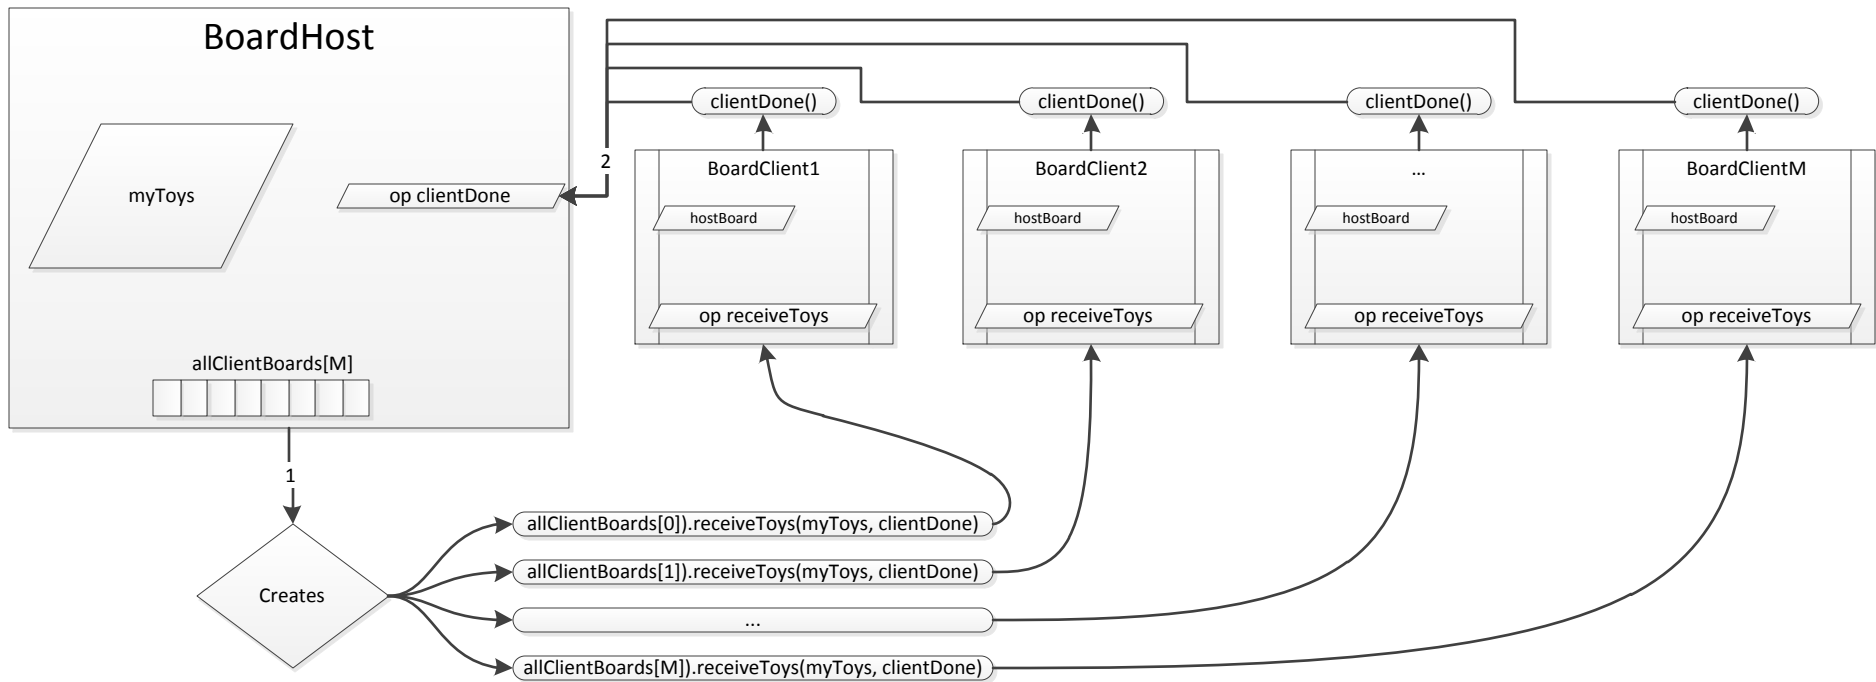 BoardHost
myToys
op clientDone
allClientBoards[M]
2
clientDone()
clientDone()
clientDone()
clientDone()
BoardClient1
hostBoard
op receiveToys
BoardClient2
hostBoard
op receiveToys
...
hostBoard
op receiveToys
BoardClientM
hostBoard
op receiveToys
1
Creates
allClientBoards[0]).receiveToys(myToys, clientDone)
allClientBoards[1]).receiveToys(myToys, clientDone)
...
allClientBoards[M]).receiveToys(myToys, clientDone)